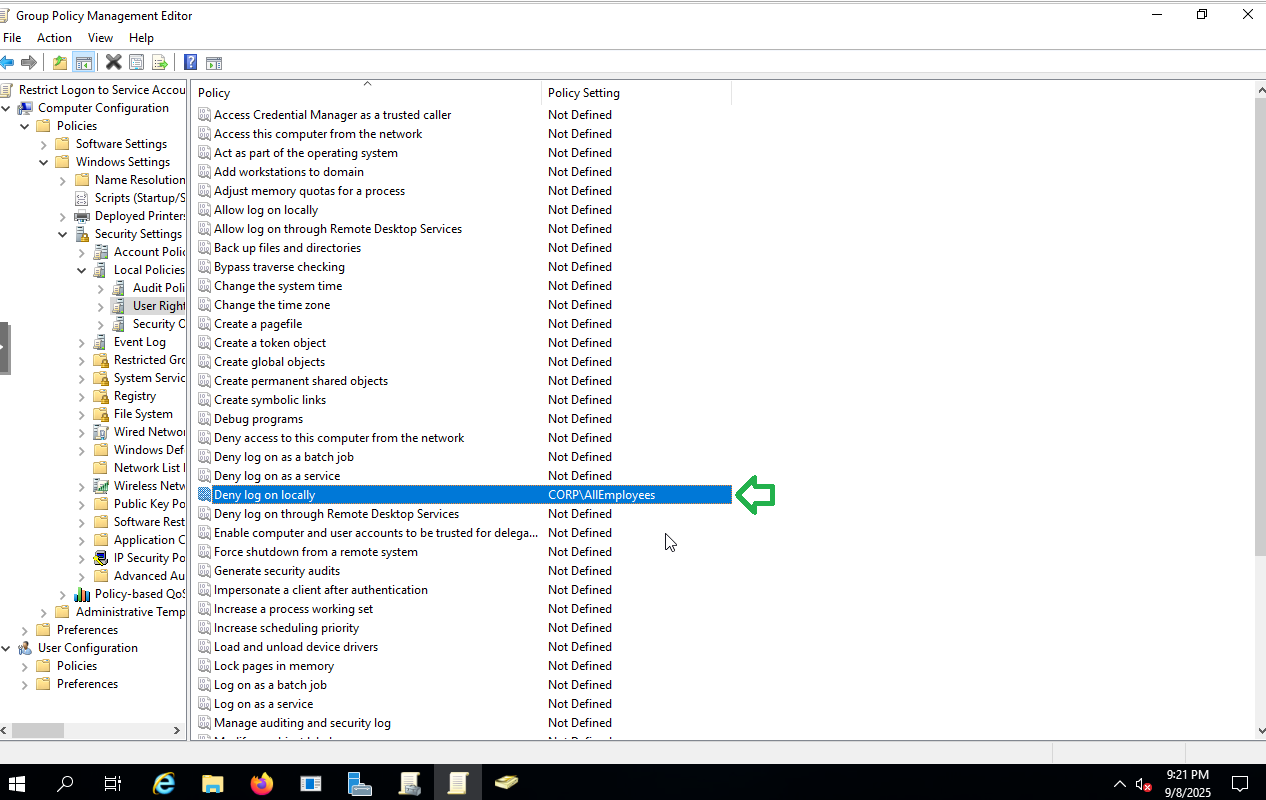 Group Policy Management Editor
File Action View Help
Restrict Logon to Service Accou
Computer Configuration
Policies
Software Settings
Windows Settings
Name Resolution
Scripts (Startup/S
Deployed Printers
Security Settings
Account Polic
Local Policies
Audit Poli
User Right
Security O
Event Log
Restricted Gro
System Servic
Registry
File System
Wired Networ
Windows Def
Network List
Wireless Netw
Public Key Po
Software Rest
Application C
IP Security Po
Advanced Au
Policy-based QoS
Administrative Temp
Preferences
User Configuration
Policies
Preferences
Policy Policy Setting
Access Credential Manager as a trusted caller Not Defined
Access this computer from the network Not Defined
Act as part of the operating system Not Defined
Add workstations to domain Not Defined
Adjust memory quotas for a process Not Defined
Allow log on locally Not Defined
Allow log on through Remote Desktop Services Not Defined
Back up files and directories Not Defined
Bypass traverse checking Not Defined
Change the system time Not Defined
Change the time zone Not Defined
Create a pagefile Not Defined
Create a token object Not Defined
Create global objects Not Defined
Create permanent shared objects Not Defined
Create symbolic links Not Defined
Debug programs Not Defined
Deny access to this computer from the network Not Defined
Deny log on as a batch job Not Defined
Deny log on as a service Not Defined
Deny log on locally CORP\AllEmployees
Deny log on through Remote Desktop Services Not Defined
Enable computer and user accounts to be trusted for delega... Not Defined
Force shutdown from a remote system Not Defined
Generate security audits Not Defined
Impersonate a client after authentication Not Defined
Increase a process working set Not Defined
Increase scheduling priority Not Defined
Load and unload device drivers Not Defined
Lock pages in memory Not Defined
Log on as a batch job Not Defined
Log on as a service Not Defined
Manage auditing and security log Not Defined
9:21 PM
9/8/2025